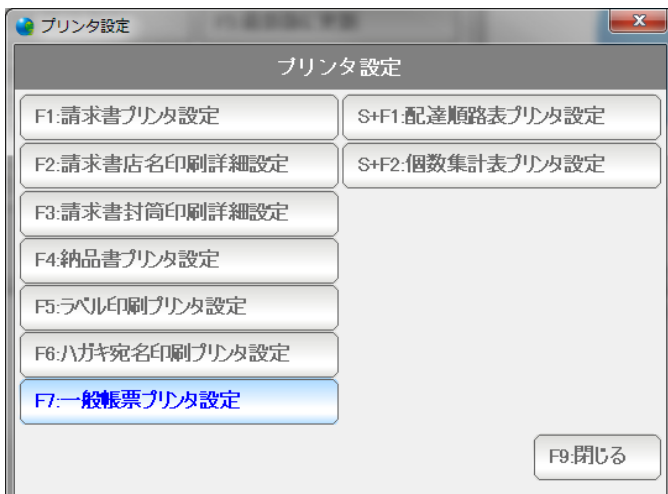 プリンタ設定
プリンタ設定
F1:請求書プリンタ設定
F2:請求書店名印刷詳細設定
F3:請求書封筒印刷詳細設定
F4:納品書プリンタ設定
F5:ラベル印刷プリンタ設定
F6:ハガキ宛名印刷プリンタ設定
F7:一般帳票プリンタ設定
S+F1:配達順路表プリンタ設定
S+F2:個数集計表プリンタ設定
F9:閉じる